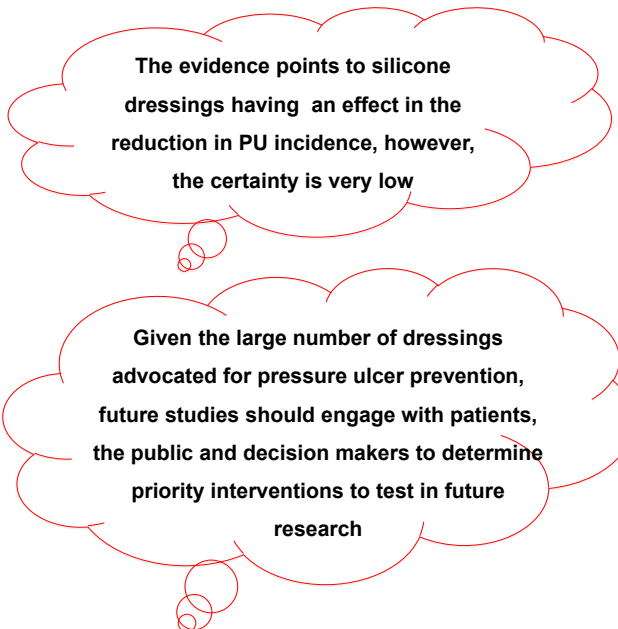 The evidence points to silicone
dressings having  an effect in the
reduction in PU incidence, however,
the certainty is very low
Given the large number of dressings
advocated for pressure ulcer prevention,
future studies should engage with patients,
the public and decision makers to determine
priority interventions to test in future
research